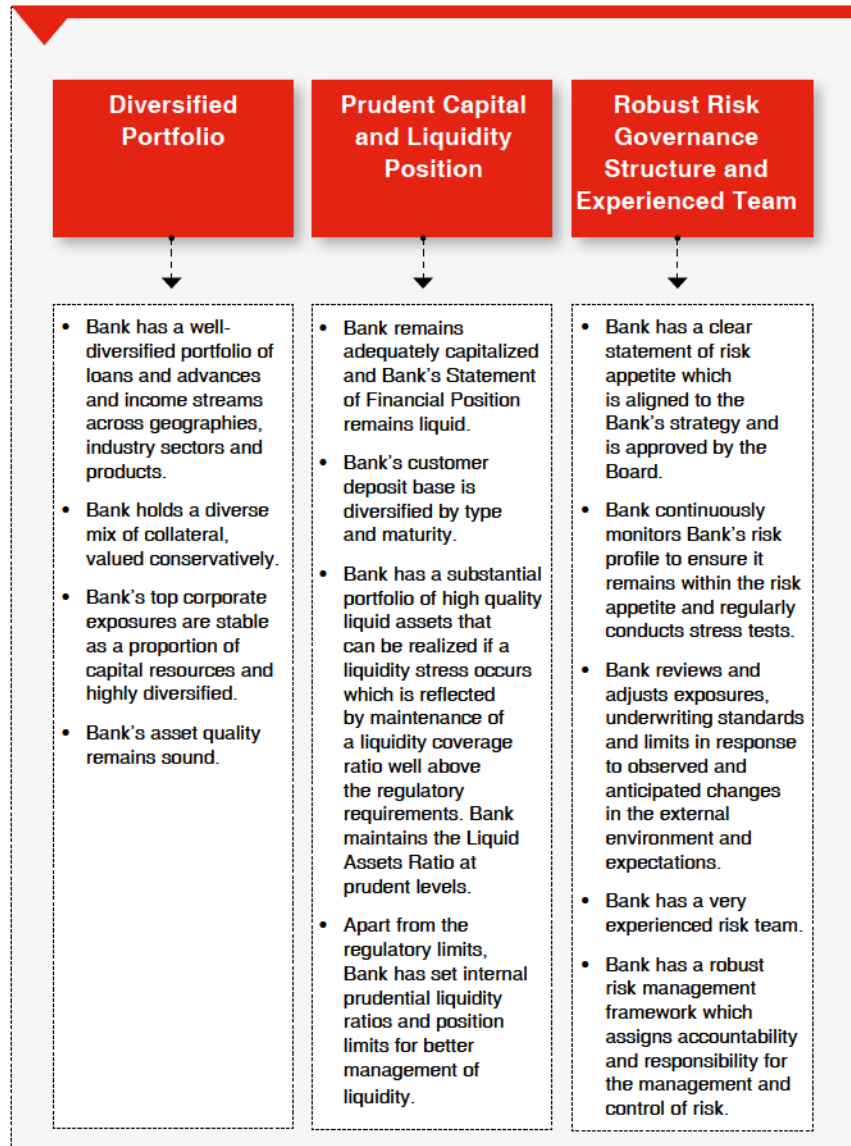 Diversified
Portfolio
Prudent Capital
and Liquidity
Position
Robust Risk
Governance
Structure and
Experienced Team
• Bank has a well-
diversified portfolio of
loans and advances
and income streams
across geographies,
industry sectors and
products.
• Bank holds a diverse
mix of collateral,
valued conservatively.
• Bank's top corporate
exposures are stable
as a proportion of
capital resources and
highly diversified.
• Bank's asset quality
remains sound.
• Bank remains
adequately capitalized
and Bank's Statement
of Financial Position
remains liquid.
• Bank's customer
deposit base is
diversified by type
and maturity.
• Bank has a substantial
portfolio of high quality
liquid assets that
can be realized if a
liquidity stress occurs
which is reflected
by maintenance of
a liquidity coverage
ratio well above
the regulatory
requirements. Bank
maintains the Liquid
Assets Ratio at
prudent levels.
• Apart from the
regulatory limits,
Bank has set internal
prudential liquidity
ratios and position
limits for better
management of
liquidity.
• Bank has a clear
statement of risk
appetite which
is aligned to the
Bank's strategy and
is approved by the
Board.
• Bank continuously
monitors Bank's risk
profile to ensure it
remains within the risk
appetite and regularly
conducts stress tests.
• Bank reviews and
adjusts exposures,
underwriting standards
and limits in response
to observed and
anticipated changes
in the external
environment and
expectations.
• Bank has a very
experienced risk team.
• Bank has a robust
risk management
framework which
assigns accountability
and responsibility for
the management and
control of risk.